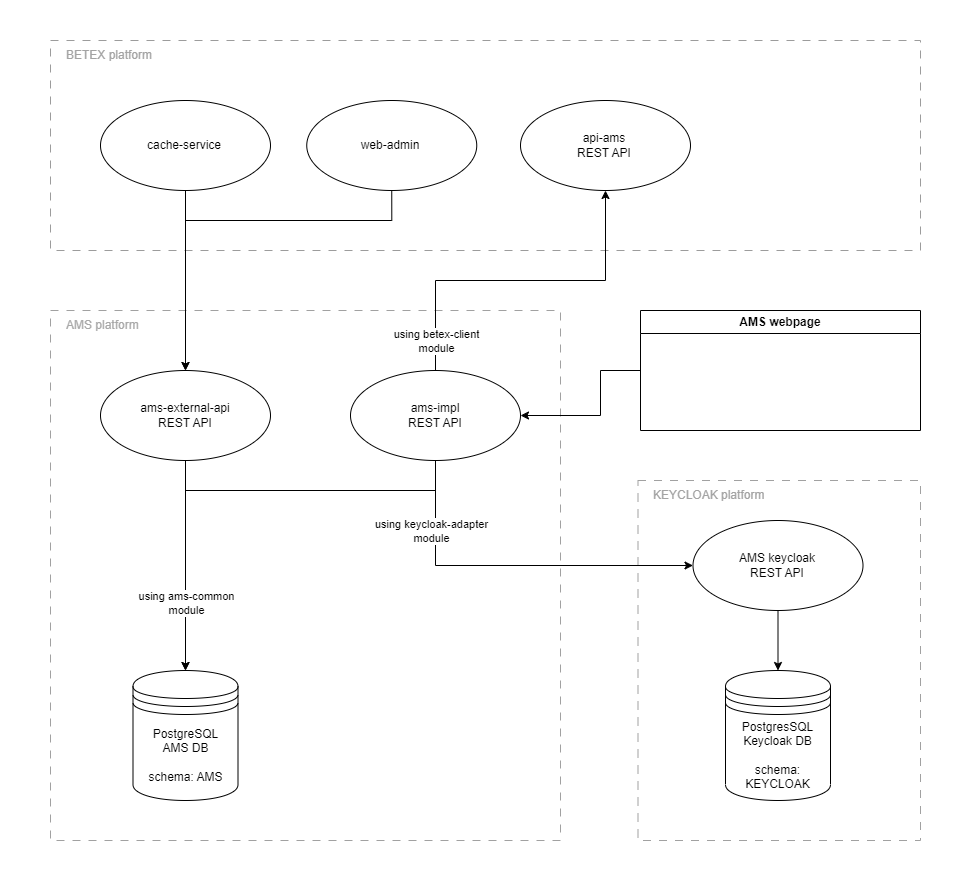 BETEX platform
cache-service
web-admin
api-ams
REST API
AMS platform
using betex-client
module
AMS webpage
ams-external-api
REST API
ams-impl
REST API
KEYCLOAK platform
using keycloak-adapter
module
AMS keycloak
REST API
using ams-common
module
PostgreSQL
AMS DB
schema: AMS
PostgresSQL
Keycloak DB
schema:
KEYCLOAK